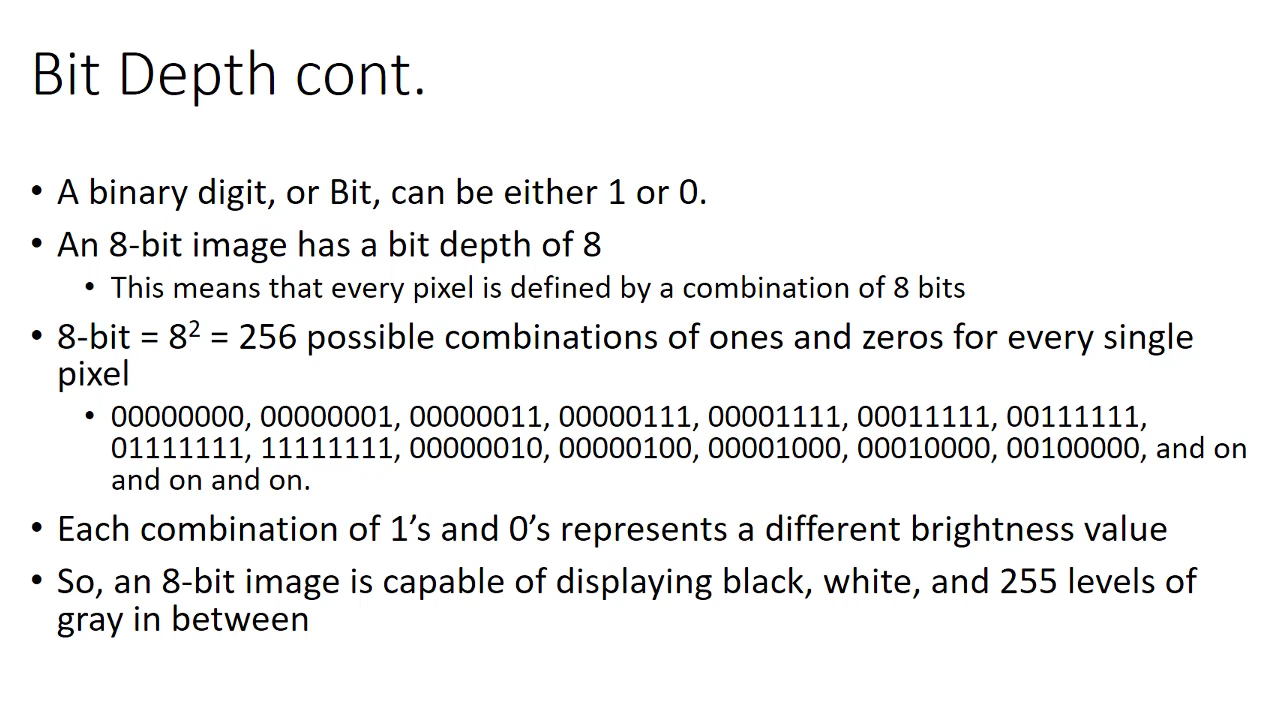 Bit Depth cont.
• A binary digit, or Bit, can be either 1 or 0.
• An 8-bit image has a bit depth of 8
• This means that every pixel is defined by a combination of 8 bits
• 8-bit = 8² = 256 possible combinations of ones and zeros for every single
pixel
• 00000000, 00000001, 00000011, 00000111, 00001111, 00011111, 00111111,
01111111, 11111111, 00000010, 00000100, 00001000, 00010000, 00100000, and on
and on and on.
• Each combination of 1’s and 0’s represents a different brightness value
• So, an 8-bit image is capable of displaying black, white, and 255 levels of
gray in between